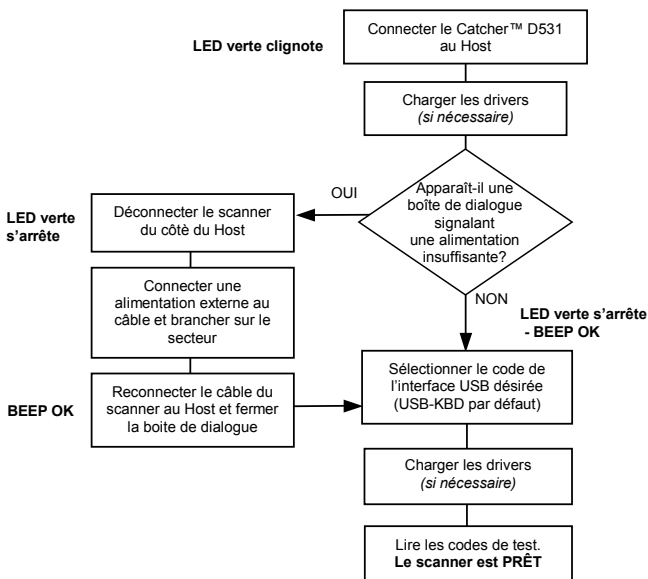 LED verte clignote
Connecter le Catcher™ D531
au Host
Charger les drivers
(si nécessaire)
Apparaît-il une
boîte de dialogue
signalant
une alimentation
insuffisante?
OUI
LED verte
s’arrête
Déconnecter le scanner
du côtè du Host
Connecter une
alimentation externe au
câble et brancher sur le
secteur
BEEP OK
Reconnecter le câble du
scanner au Host et fermer
la boite de dialogue
NON
LED verte s’arrête
- BEEP OK
Sélectionner le code de
l’interface USB désirée
(USB-KBD par défaut)
Charger les drivers
(si nécessaire)
Lire les codes de test.
Le scanner est PRÊT